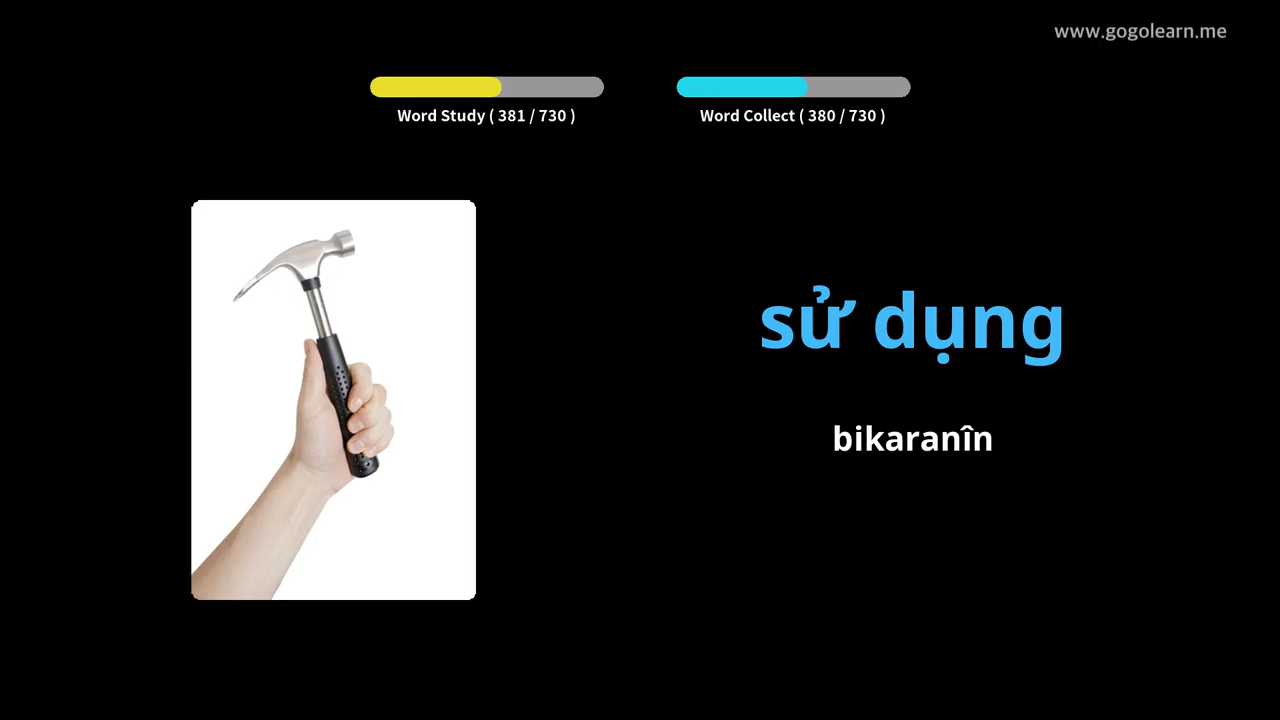 www.gogolearn.me
Word Study ( 381 / 730 )
Word Collect ( 380 / 730 )
sử dụng
bikaranîn